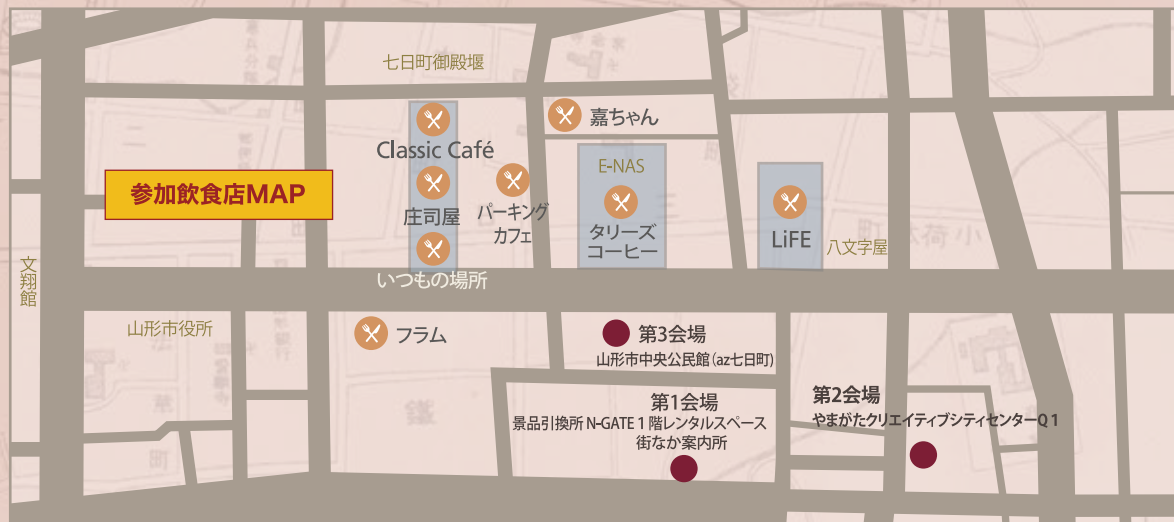 七日町御殿堰
嘉ちゃん
Classic Café
E-NAS
参加飲食店MAP
庄司屋
パーキング
カフェ
タリーズ
コーヒー
LiFE
八文字屋
文翔館
いつもの場所
山形市役所
フラム
第3会場
山形市中央公民館(az七日町)
第1会場
景品引換所 N-GATE 1 階レンタルスペース
街なか案内所
第2会場
やまがたクリエイティブシティセンターQ1